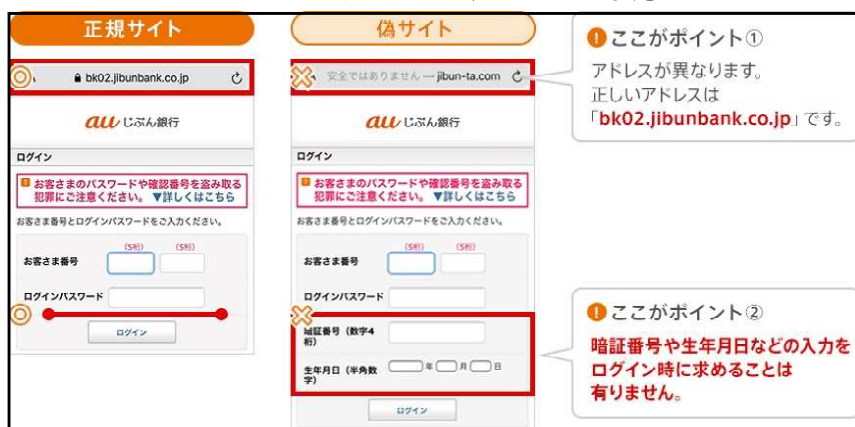 正規サイト
bk02.jibunbank.co.jp
au じぶん銀行
ログイン
お客さまのパスワードや確認番号を盗み取る
犯罪にご注意ください。 ▼詳しくはこちら
お客さま番号とログインパスワードをご入力ください。
(5桁) (5桁)
お客さま番号
ログインパスワード
ログイン
偽サイト
安全ではありません — jibun-ta.com
au じぶん銀行
ログイン
お客さまのパスワードや確認番号を盗み取る
犯罪にご注意ください。 ▼詳しくはこちら
お客さま番号とログインパスワードをご入力ください。
(5桁) (5桁)
お客さま番号
ログインパスワード
暗証番号(数字4
桁)
生年月日(半角数 年 月 日
字)
ログイン
ここがポイント①
アドレスが異なります。
正しいアドレスは
「bk02.jibunbank.co.jp」です。
ここがポイント②
暗証番号や生年月日などの入力を
ログイン時に求めることは
有りません。